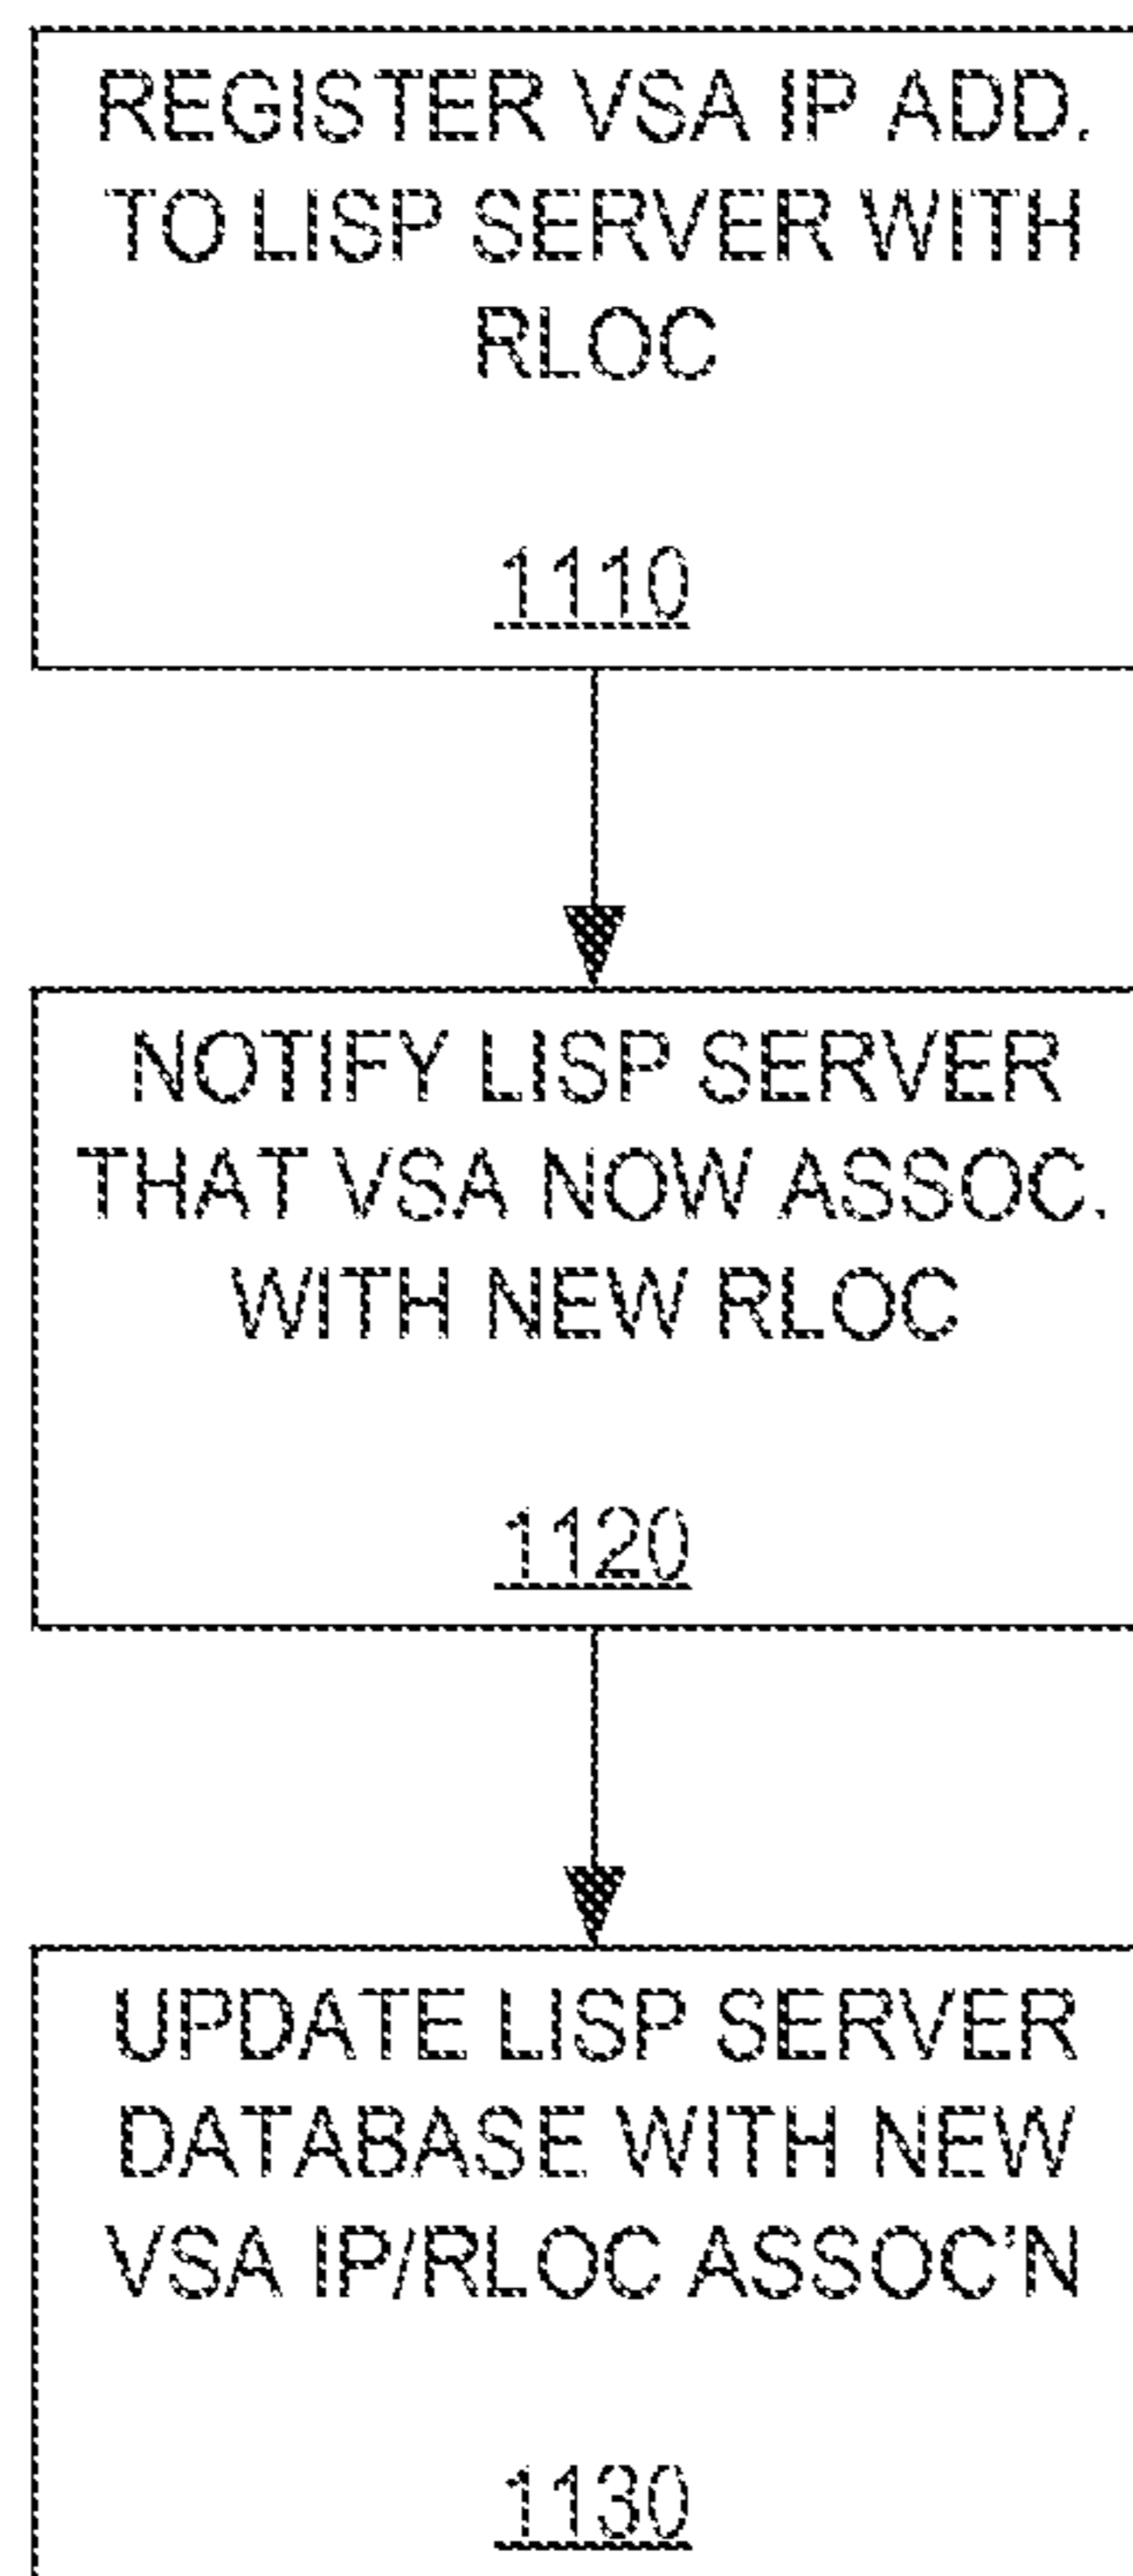 REGISTER VSA IP ADD.
TO LISP SERVER WITH
RLOC
1110
NOTIFY LISP SERVER
THAT VSA NOW ASSOC.
WITH NEW RLOC
1120
UPDATE LISP SERVER
DATABASE WITH NEW
VSA IP/RLOC ASSOC'N
1130